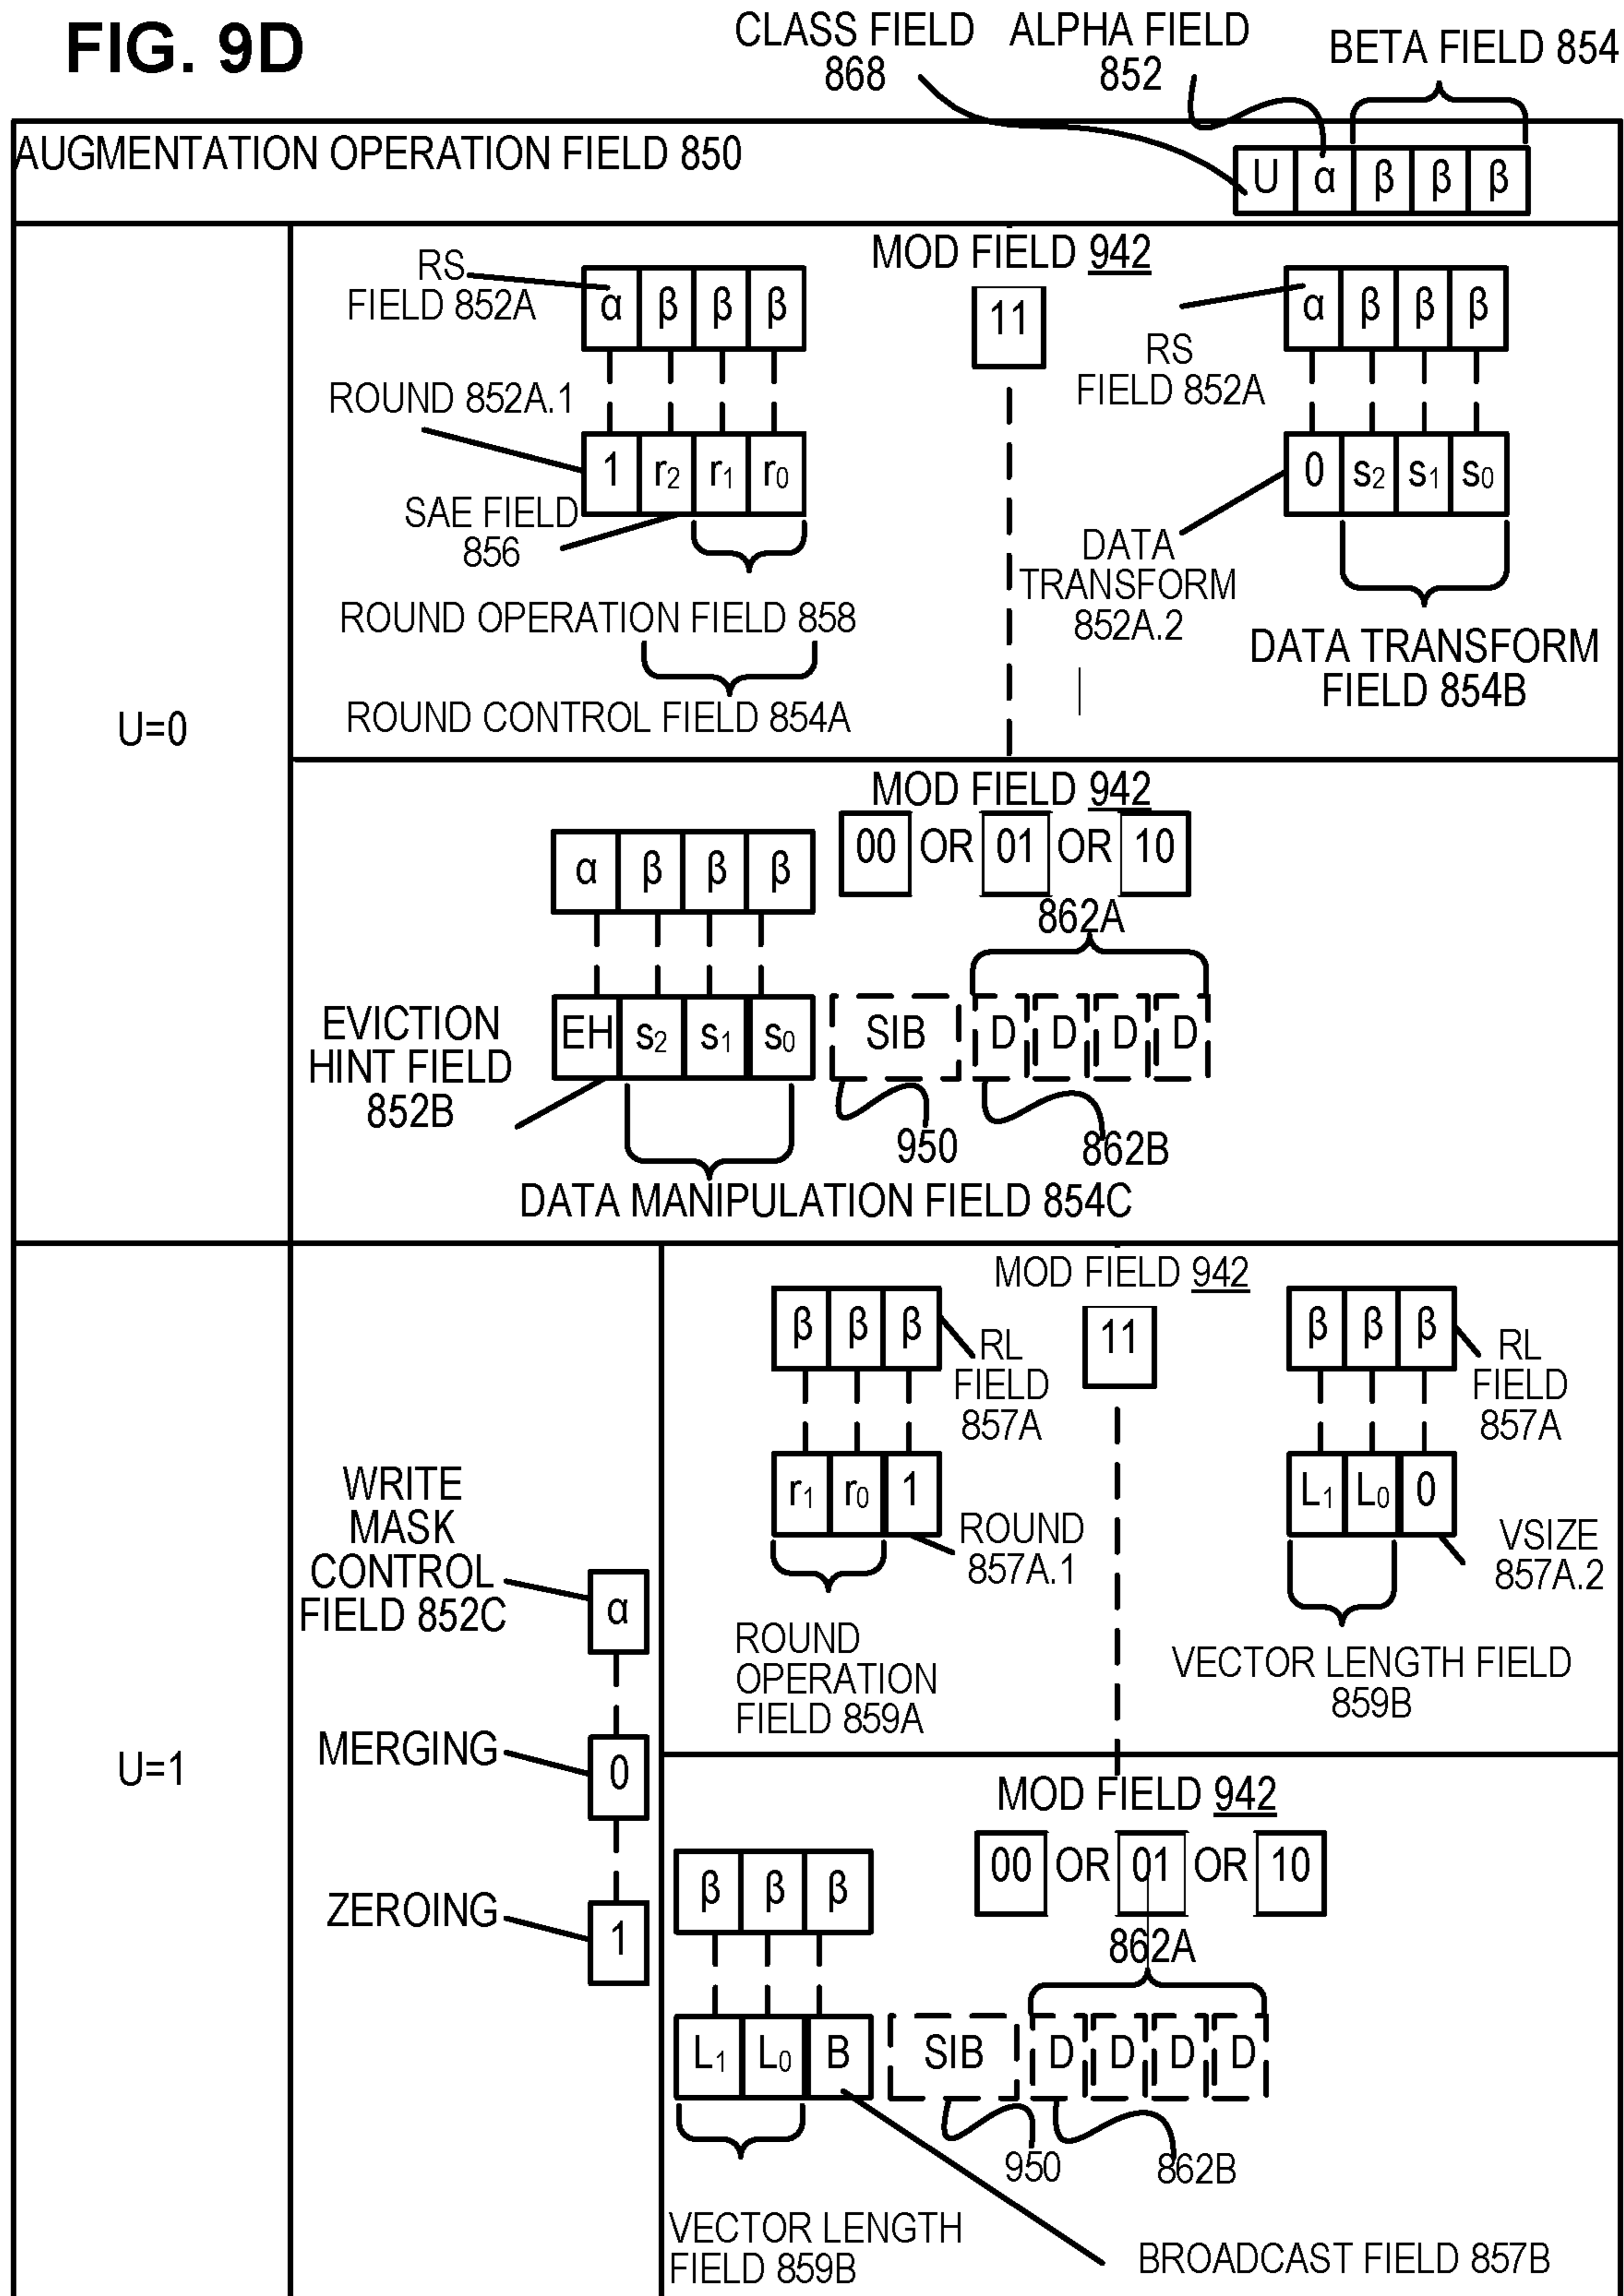 FIG. 9D
CLASS FIELD
868
ALPHA FIELD
852
BETA FIELD 854
AUGMENTATION OPERATION FIELD 850
U α β β β
U=0
MOD FIELD 942
11
RS
FIELD 852A
α β β β
ROUND 852A.1
1 r2 r1 r0
SAE FIELD
856
ROUND OPERATION FIELD 858
ROUND CONTROL FIELD 854A
α β β β
RS
FIELD 852A
0 s2 s1 s0
DATA
TRANSFORM
852A.2
DATA TRANSFORM
FIELD 854B
MOD FIELD 942
00 OR 01 OR 10
α β β β
862A
EVICTION
HINT FIELD
852B
EH s2 s1 s0 SIB D D D D
950
862B
DATA MANIPULATION FIELD 854C
U=1
WRITE
MASK
CONTROL
FIELD 852C
α
MERGING 0
ZEROING 1
MOD FIELD 942
11
β β β
RL
FIELD
857A
r1 r0 1
ROUND
857A.1
ROUND
OPERATION
FIELD 859A
β β β
RL
FIELD
857A
L1 L0 0
VSIZE
857A.2
VECTOR LENGTH FIELD
859B
MOD FIELD 942
00 OR 01 OR 10
β β β
862A
L1 L0 B SIB D D D D
950
862B
VECTOR LENGTH
FIELD 859B
BROADCAST FIELD 857B